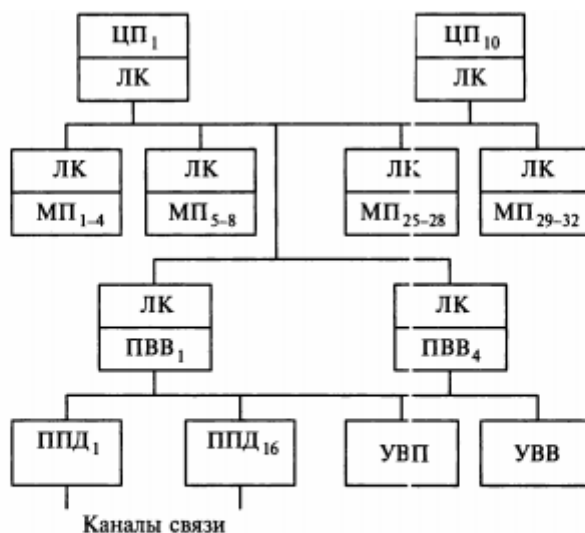 ЦП₁ ЦП₁₀
ЛК ЛК
ЛК ЛК ЛК ЛК
МП₁₋₄ МП₅₋₈ МП₂₅₋₂₈ МП₂₉₋₃₂
ЛК ЛК
ПВВ₁ ПВВ₄
ППД₁ ППД₁₆ УВП УВВ
Каналы связи